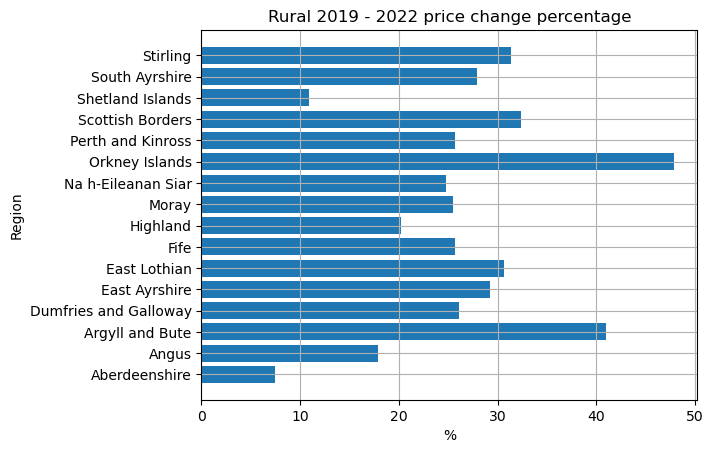 Rural 2019 - 2022 price change percentage
Stirling
South Ayrshire
Shetland Islands
Scottish Borders
Perth and Kinross
Orkney Islands
Na h-Eileanan Siar
Moray
Highland
Fife
East Lothian
East Ayrshire
Dumfries and Galloway
Argyll and Bute
Angus
Aberdeenshire
Region
0 10 20 30 40 50
%